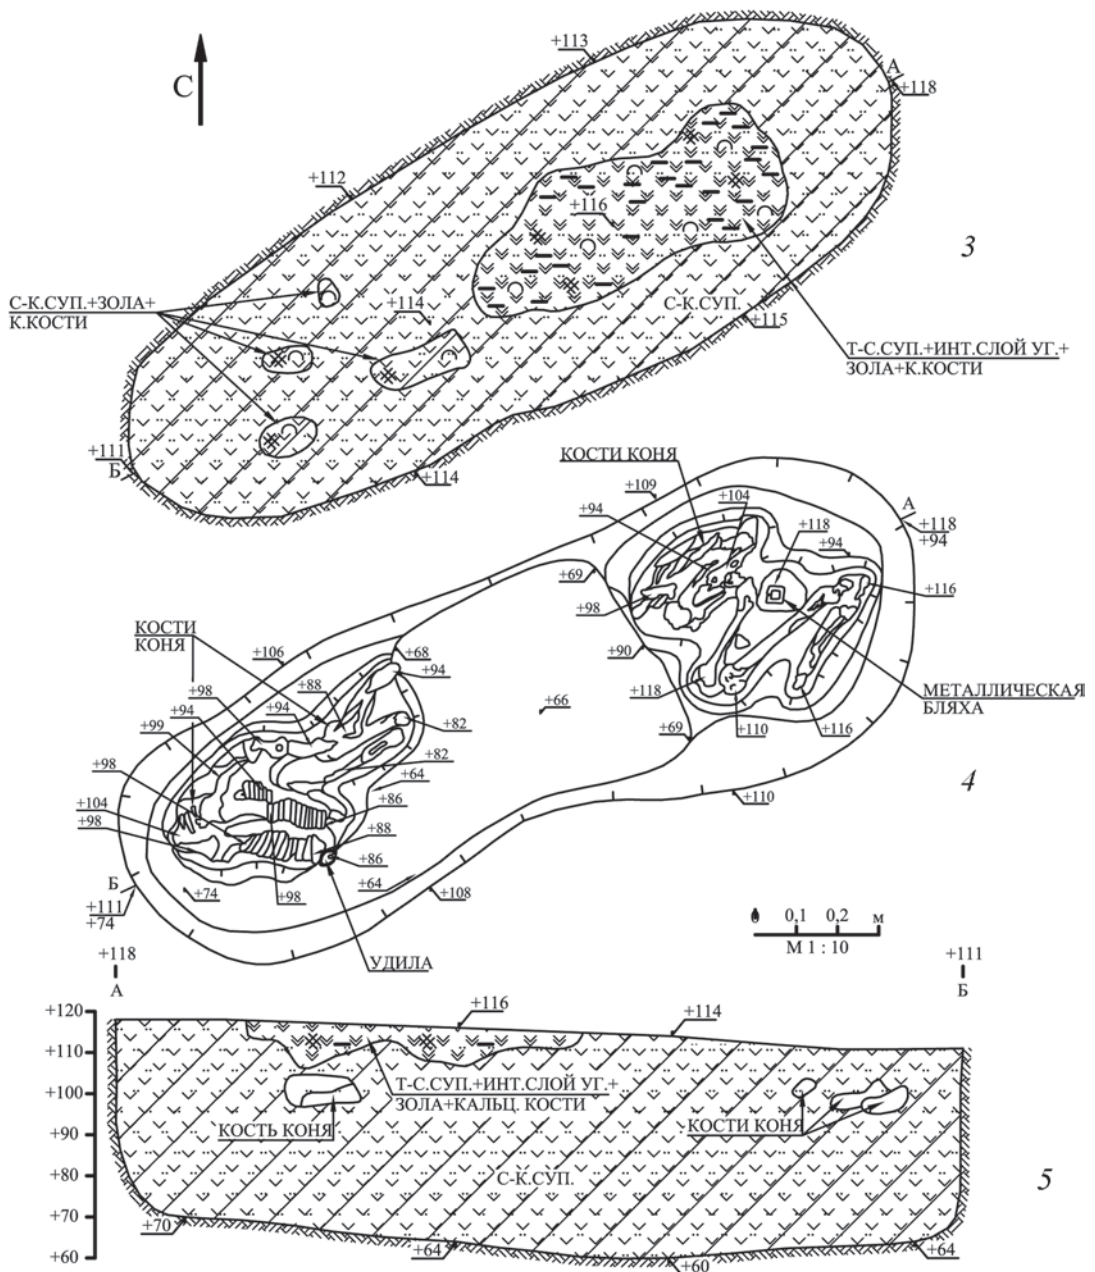 С
+113
А
+118
+112
+116
3
С-К.СУП.+ЗОЛА+
К.КОСТИ
+114
С-К.СУП.
+115
Т-С.СУП.+ИНТ.СЛОЙ УГ.+
ЗОЛА+К.КОСТИ
+111
Б
+114
КОСТИ КОНЯ
+109
+104
+94
+118
А
+118
+94
+94
+69
+116
+98
КОСТИ
КОНЯ
+106
+68
+94
+90
+98
+88
+118
МЕТАЛЛИЧЕСКАЯ
БЛЯХА
+94
+94
+66
+99
+82
+69
+110
+116
+98
+82
+64
4
+104
+86
+110
+98
+88
+86
Б
+74
+98
+64
+108
+111
+74
УДИЛА
0
0,1
0,2
м
М 1 : 10
+118
А
+111
Б
+120
+116
+114
+110
+100
Т-С.СУП.+ИНТ.СЛОЙ УГ.+
ЗОЛА+КАЛЬЦ. КОСТИ
+90
КОСТЬ КОНЯ
КОСТИ КОНЯ
+80
С-К.СУП.
5
+70
+70
+64
+64
+60
+60